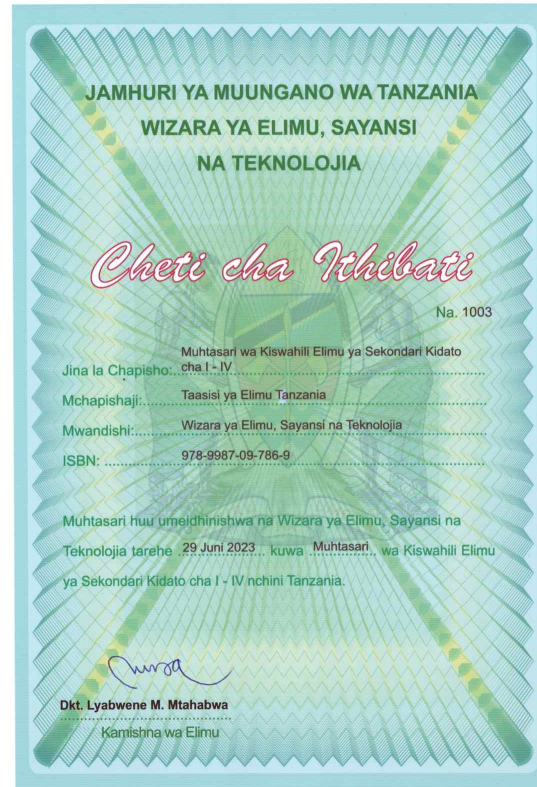 JAMHURI YA MUUNGANO WA TANZANIA
WIZARA YA ELIMU, SAYANSI
NA TEKNOLOJIA
Cheti cha Ithibati
Na. 1003
Jina la Chapisho: Muhtasari wa Kiswahili Elimu ya Sekondari Kidato
cha I - IV
Mchapishaji: Taasisi ya Elimu Tanzania
Mwandishi: Wizara ya Elimu, Sayansi na Teknolojia
ISBN: 978-9987-09-786-9
Muhtasari huu umeidhinishwa na Wizara ya Elimu, Sayansi na
Teknolojia tarehe 29 Juni 2023 kuwa Muhtasari wa Kiswahili Elimu
ya Sekondari Kidato cha I - IV nchini Tanzania.
Dkt. Lyabwene M. Mtahabwa
Kamishna wa Elimu